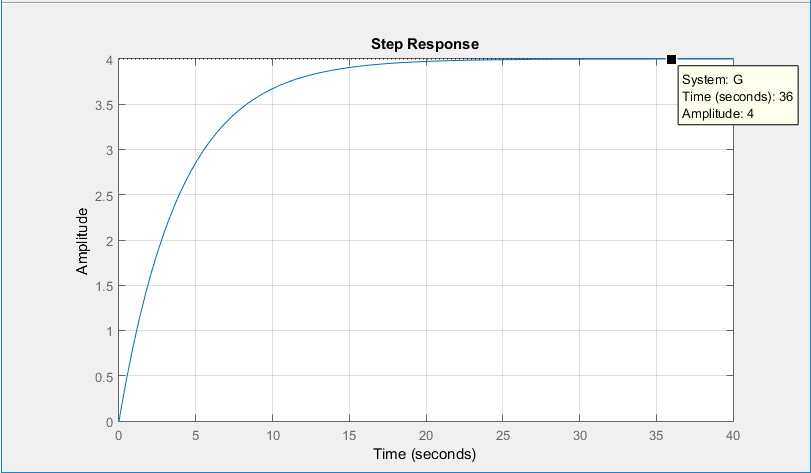 Step Response
4
3.5
3
2.5
2
1.5
1
0.5
0
Amplitude
System: G
Time (seconds): 36
Amplitude: 4
0 5 10 15 20 25 30 35 40
Time (seconds)